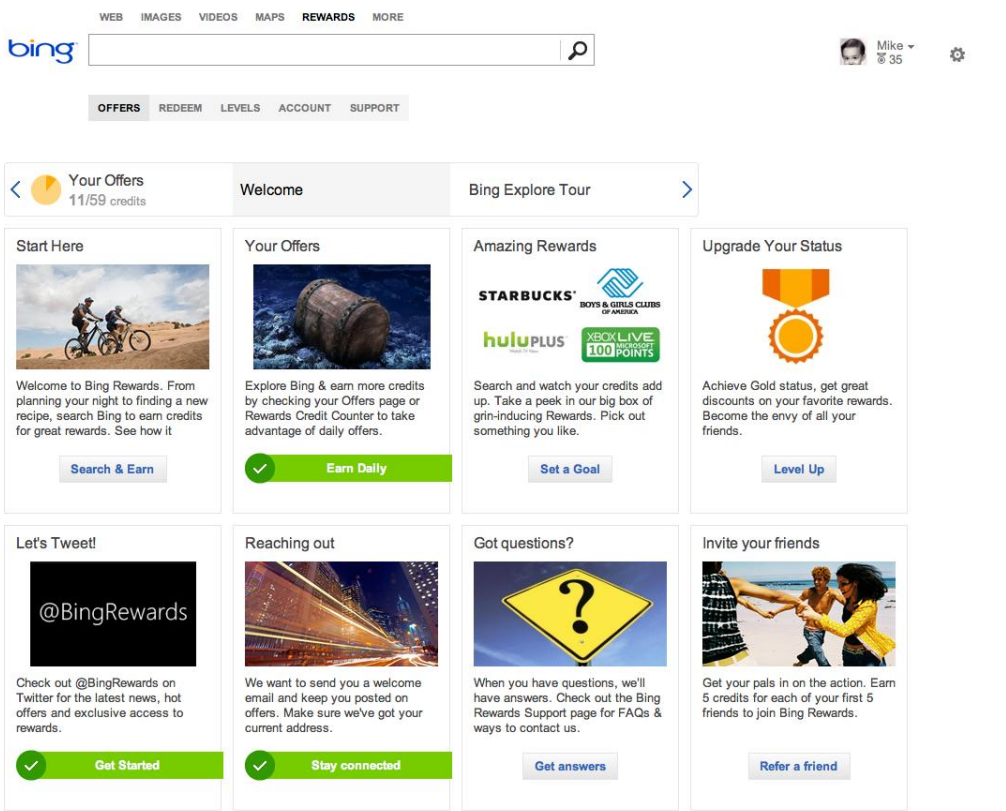 WEB IMAGES VIDEOS MAPS REWARDS MORE
bing
Mike
35
OFFERS REDEEM LEVELS ACCOUNT SUPPORT
Your Offers
11/59 credits
Welcome
Bing Explore Tour
Start Here
Welcome to Bing Rewards. From
planning your night to finding a new
recipe, search Bing to earn credits
for great rewards. See how it
Search & Earn
Your Offers
Explore Bing & earn more credits
by checking your Offers page or
Rewards Credit Counter to take
advantage of daily offers.
Earn Daily
Amazing Rewards
STARBUCKS
BOYS & GIRLS CLUBS
OF AMERICA
huluPLUS
XBOX LIVE
100 MICROSOFT
POINTS
Search and watch your credits add
up. Take a peek in our big box of
grin-inducing Rewards. Pick out
something you like.
Set a Goal
Upgrade Your Status
Achieve Gold status, get great
discounts on your favorite rewards.
Become the envy of all your
friends.
Level Up
Let's Tweet!
@BingRewards
Check out @BingRewards on
Twitter for the latest news, hot
offers and exclusive access to
rewards.
Get Started
Reaching out
We want to send you a welcome
email and keep you posted on
offers. Make sure we've got your
current address.
Stay connected
Got questions?
?
When you have questions, we'll
have answers. Check out the Bing
Rewards Support page for FAQs &
ways to contact us.
Get answers
Invite your friends
Get your pals in on the action. Earn
5 credits for each of your first 5
friends to join Bing Rewards.
Refer a friend